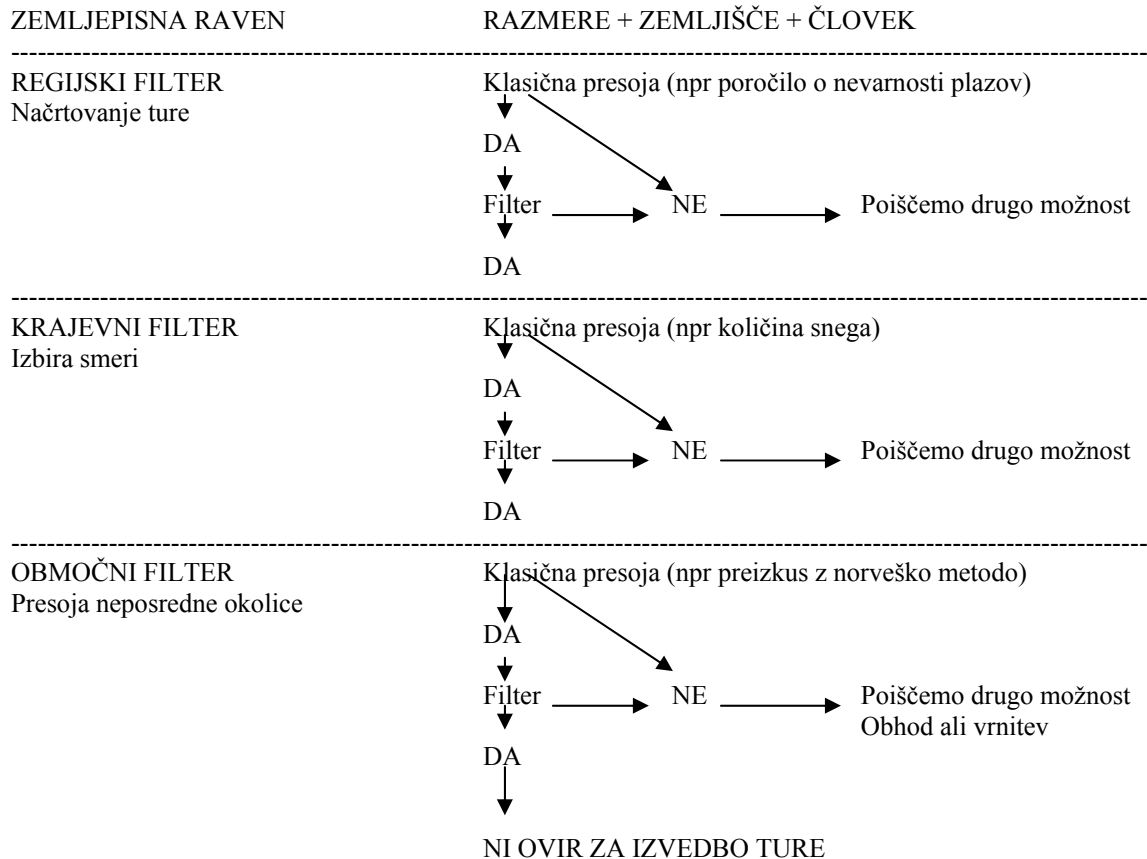 ZEMLJEPISNA RAVEN RAZMERE + ZEMLJIŠČE + ČLOVEK
REGIJSKI FILTER Klasična presoja (npr poročilo o nevarnosti plazov)
Načrtovanje ture
DA
Filter NE Poiščemo drugo možnost
DA
KRAJEVNI FILTER Klasična presoja (npr količina snega)
Izbira smeri
DA
Filter NE Poiščemo drugo možnost
DA
OBMOČNI FILTER Klasična presoja (npr preizkus z norveško metodo)
Presoja neposredne okolice
DA
Filter NE Poiščemo drugo možnost
Obhod ali vrnitev
DA
NI OVIR ZA IZVEDBO TURE